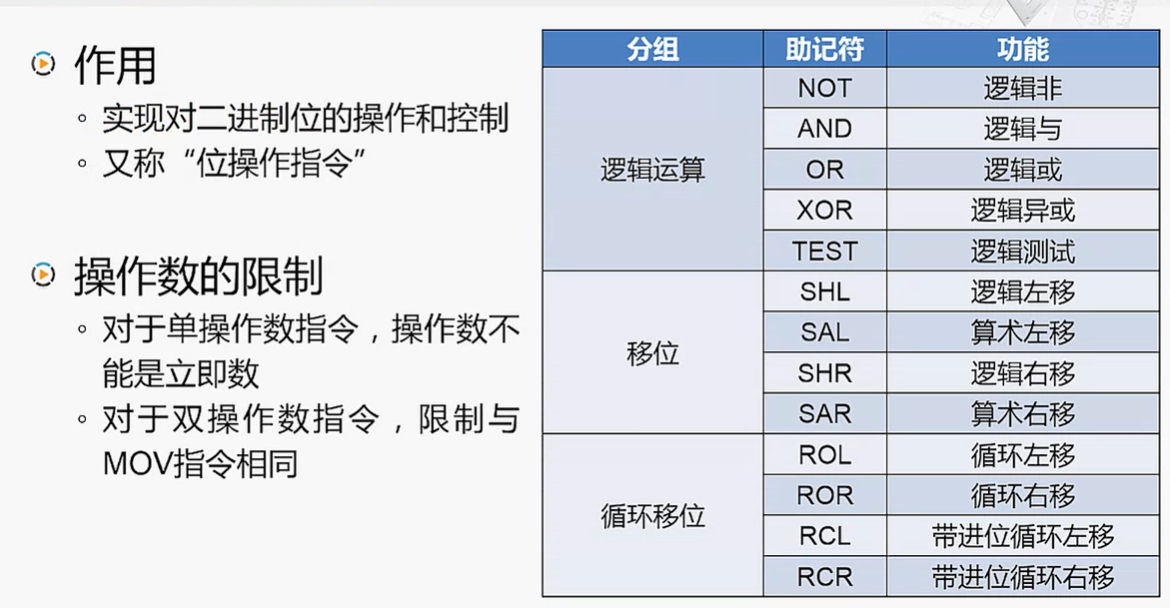 作用
实现对二进制位的操作和控制
又称“位操作指令”
操作数的限制
对于单操作数指令，操作数不
能是立即数
对于双操作数指令，限制与
MOV指令相同
分组 助记符 功能
逻辑运算
NOT 逻辑非
AND 逻辑与
OR 逻辑或
XOR 逻辑异或
TEST 逻辑测试
移位
SHL 逻辑左移
SAL 算术左移
SHR 逻辑右移
SAR 算术右移
循环移位
ROL 循环左移
ROR 循环右移
RCL 带进位循环左移
RCR 带进位循环右移